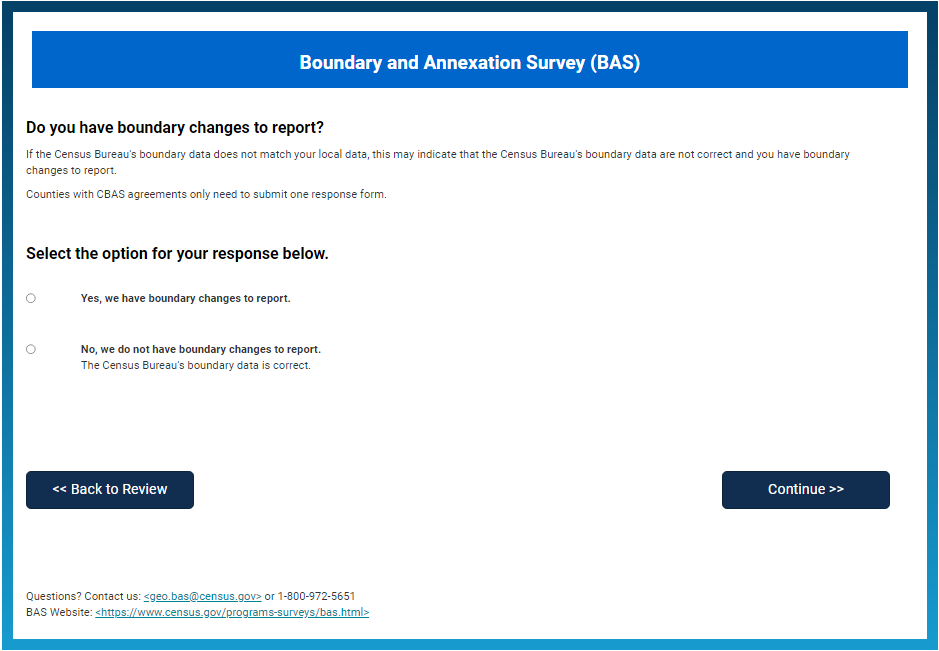 Boundary and Annexation Survey (BAS)
Do you have boundary changes to report?
If the Census Bureau's boundary data does not match your local data, this may indicate that the Census Bureau's boundary data are not correct and you have boundary
changes to report.
Counties with CBAS agreements only need to submit one response form.
Select the option for your response below.
Yes, we have boundary changes to report.
No, we do not have boundary changes to report.
The Census Bureau's boundary data is correct.
<< Back to Review
Continue >>
Questions? Contact us: <geo.bas@census.gov> or 1-800-972-5651
BAS Website: <https://www.census.gov/programs-surveys/bas.html>